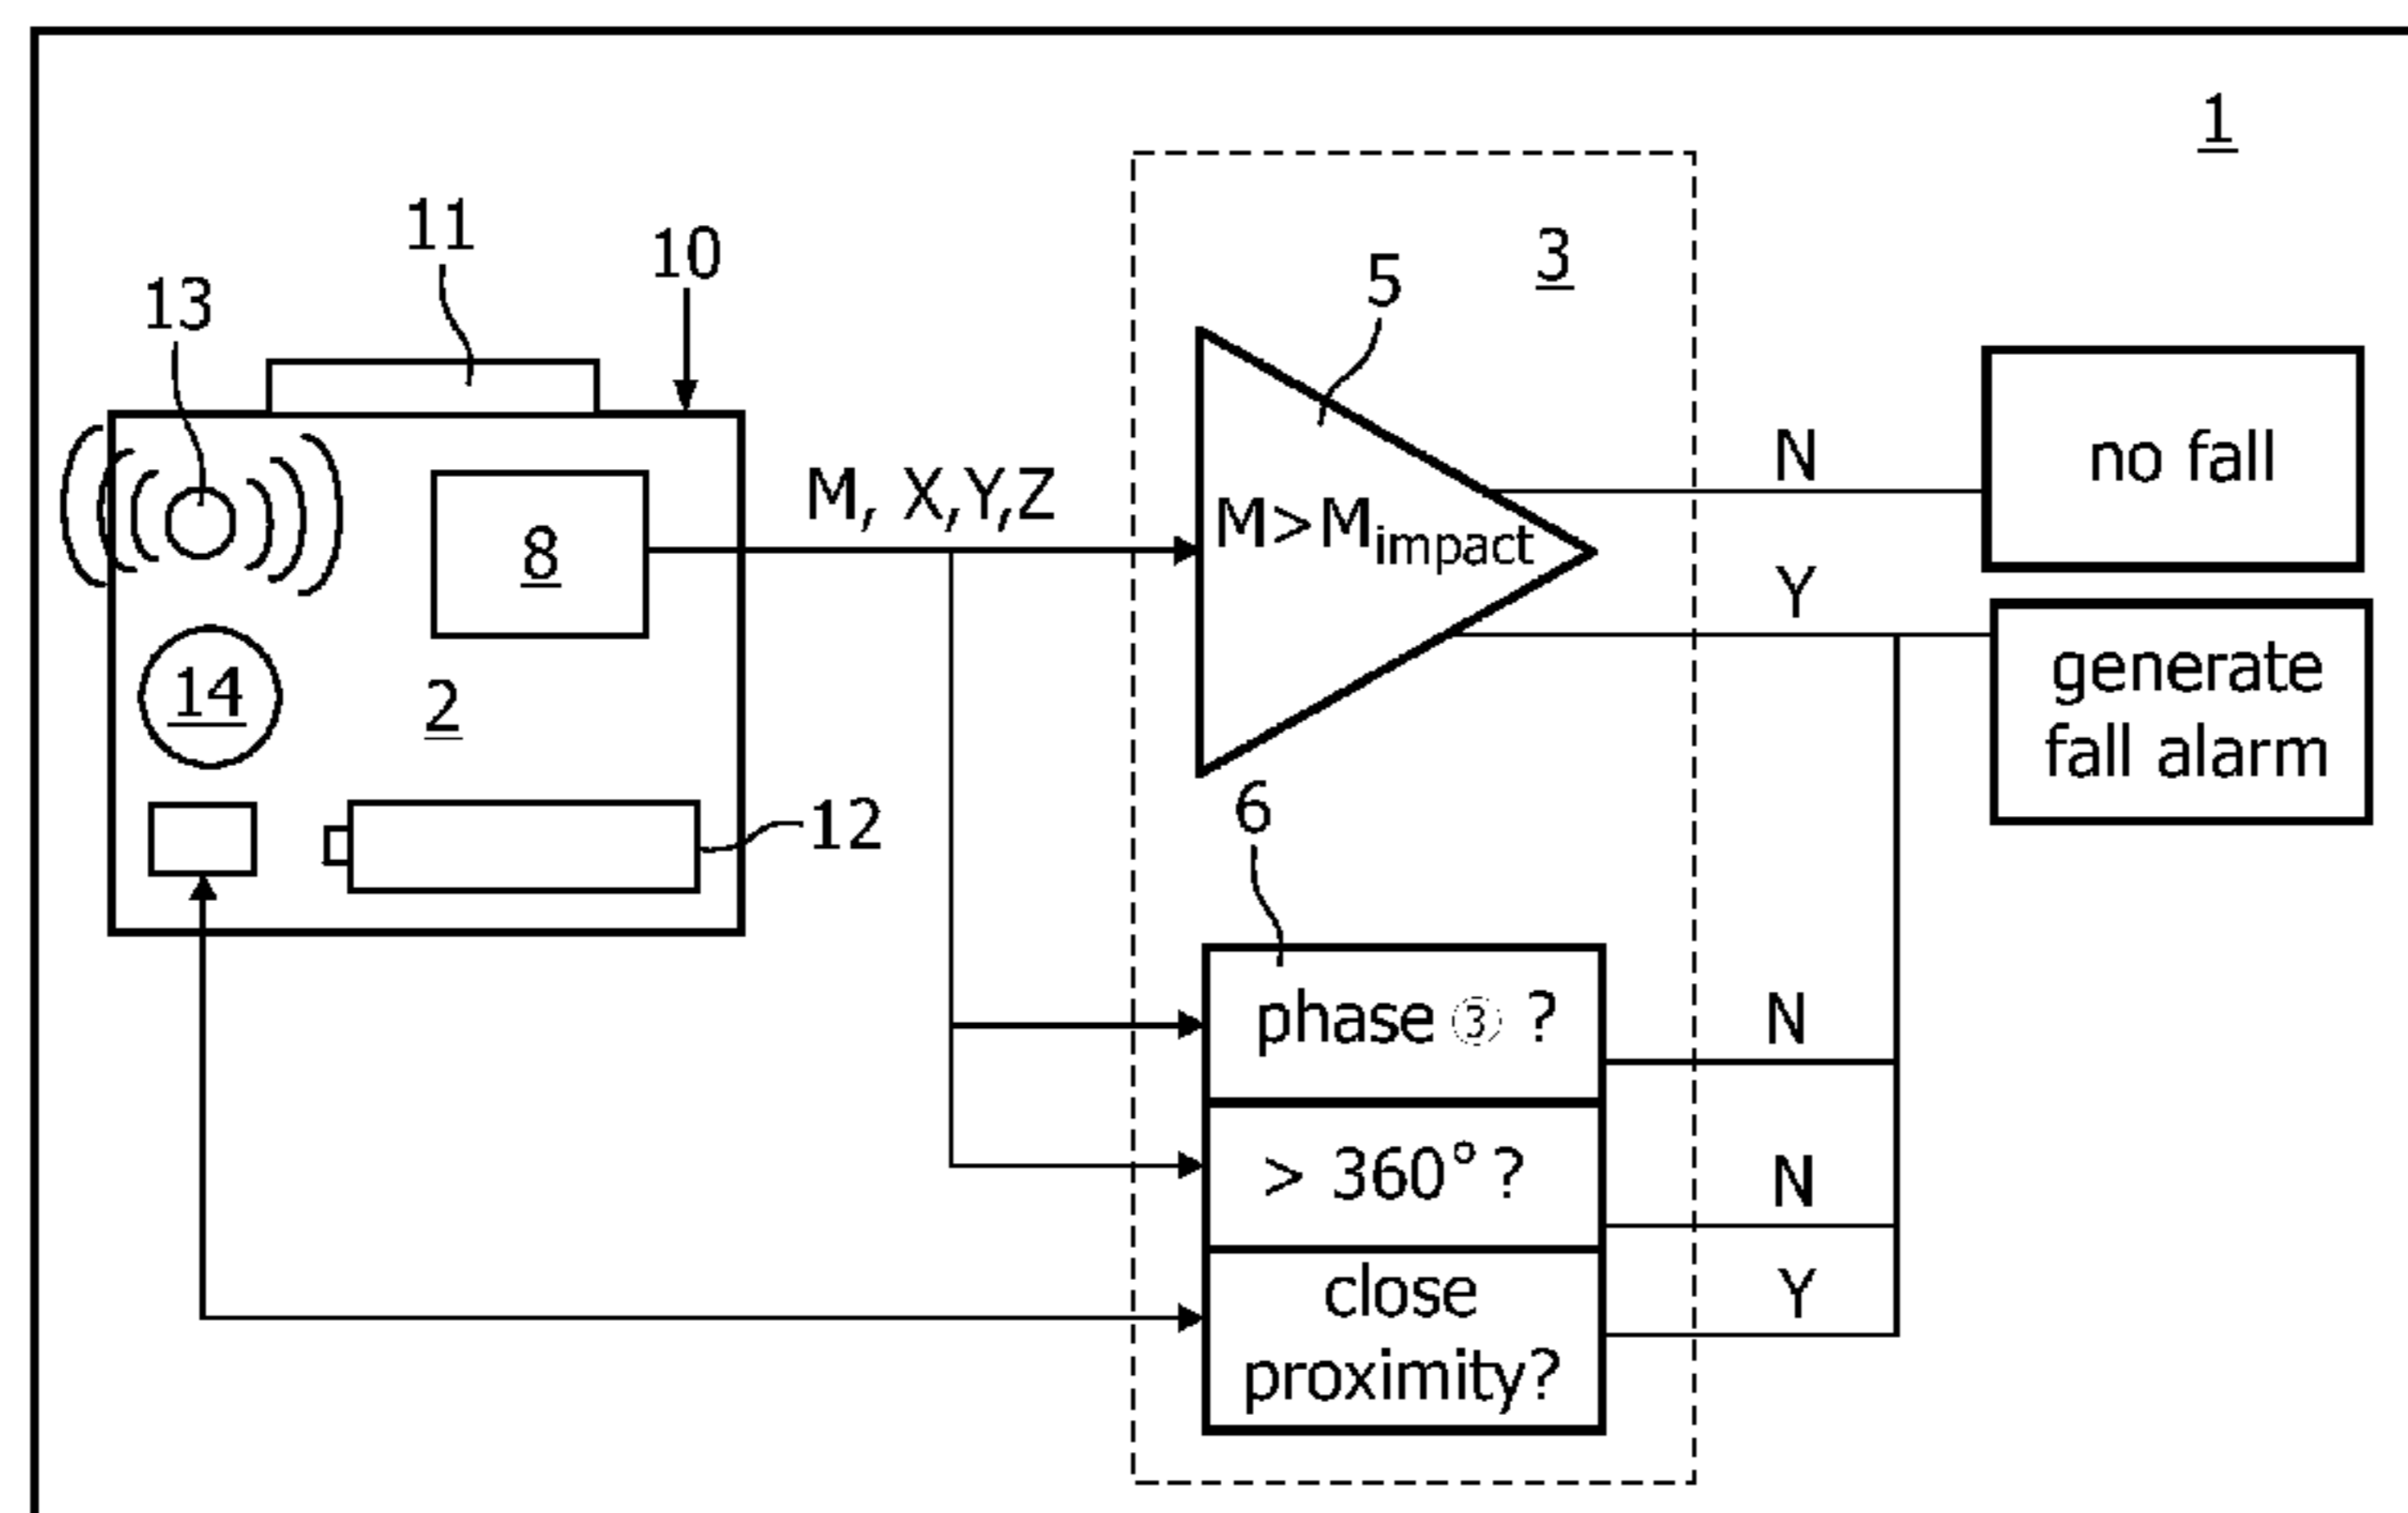 1
3
11
10
13
5
M, X,Y,Z
M>Mimpact
N
no fall
8
Y
generate
fall alarm
14
2
12
6
phase ③ ?
N
> 360° ?
N
close
proximity?
Y